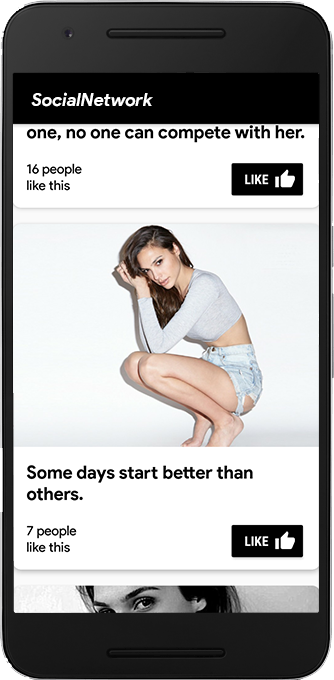 SocialNetwork
one, no one can compete with her.
16 people
like this
LIKE
Some days start better than
others.
7 people
like this
LIKE